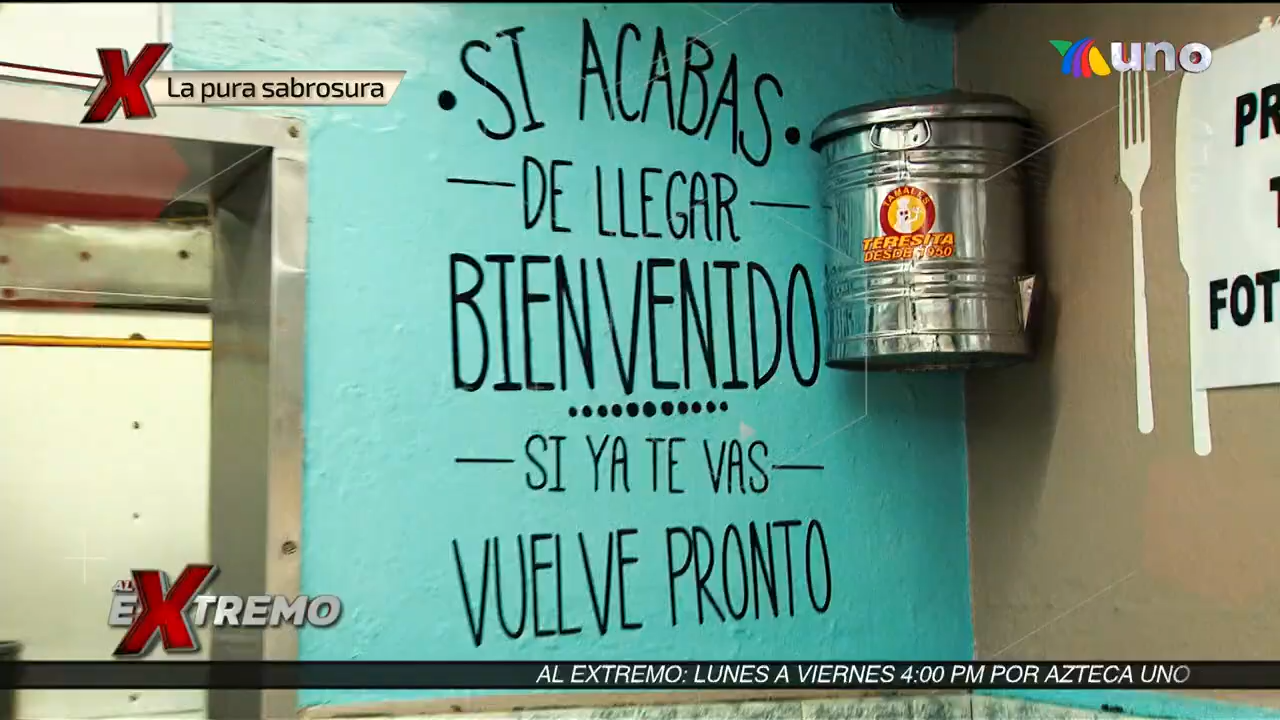 La pura sabrosura
uno
SI ACABAS
DE LLEGAR
BIENVENIDO
SI YA TE VAS
VUELVE PRONTO
TAMALES
TERESITA
DESDE 1950
PR
FOT
AL EXTREMO
AL EXTREMO: LUNES A VIERNES 4:00 PM POR AZTECA UNO